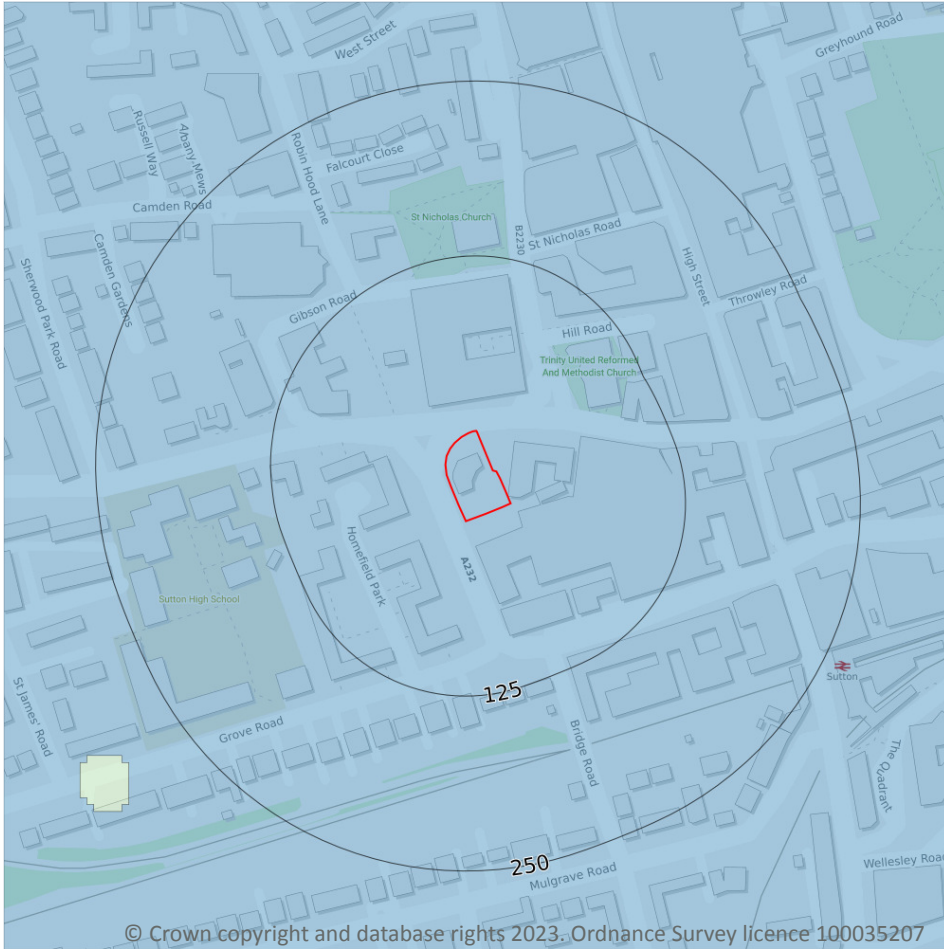 West Street
Greyhound Road
Russell Way
Albany Mews
Robin Hood Lane
Falcourt Close
Camden Road
St Nicholas Church
B2230
St Nicholas Road
Sherwood Park Road
Camden Gardens
High Street
Gibson Road
Throwley Road
Hill Road
Trinity United Reformed
And Methodist Church
Homefield Park
A232
Sutton High School
Sutton
125
St James' Road
Grove Road
Bridge Road
The Quadrant
250
Mulgrave Road
Wellesley Road
© Crown copyright and database rights 2023. Ordnance Survey licence 100035207